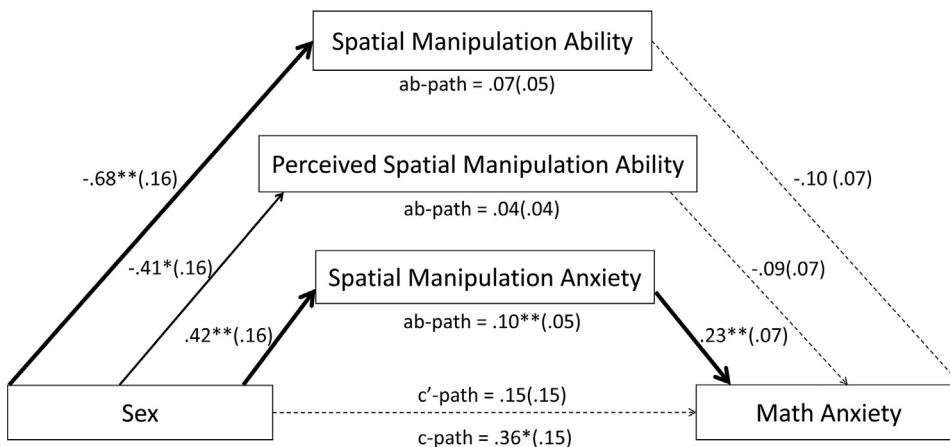 Spatial Manipulation Ability
ab-path = .07(.05)
Perceived Spatial Manipulation Ability
-.68**(.16)
-.10 (.07)
ab-path = .04(.04)
-.41*(.16)
Spatial Manipulation Anxiety
-.09(.07)
ab-path = .10**(.05)
.42**(.16)
.23**(.07)
c’-path = .15(.15)
Sex
Math Anxiety
c-path = .36*(.15)